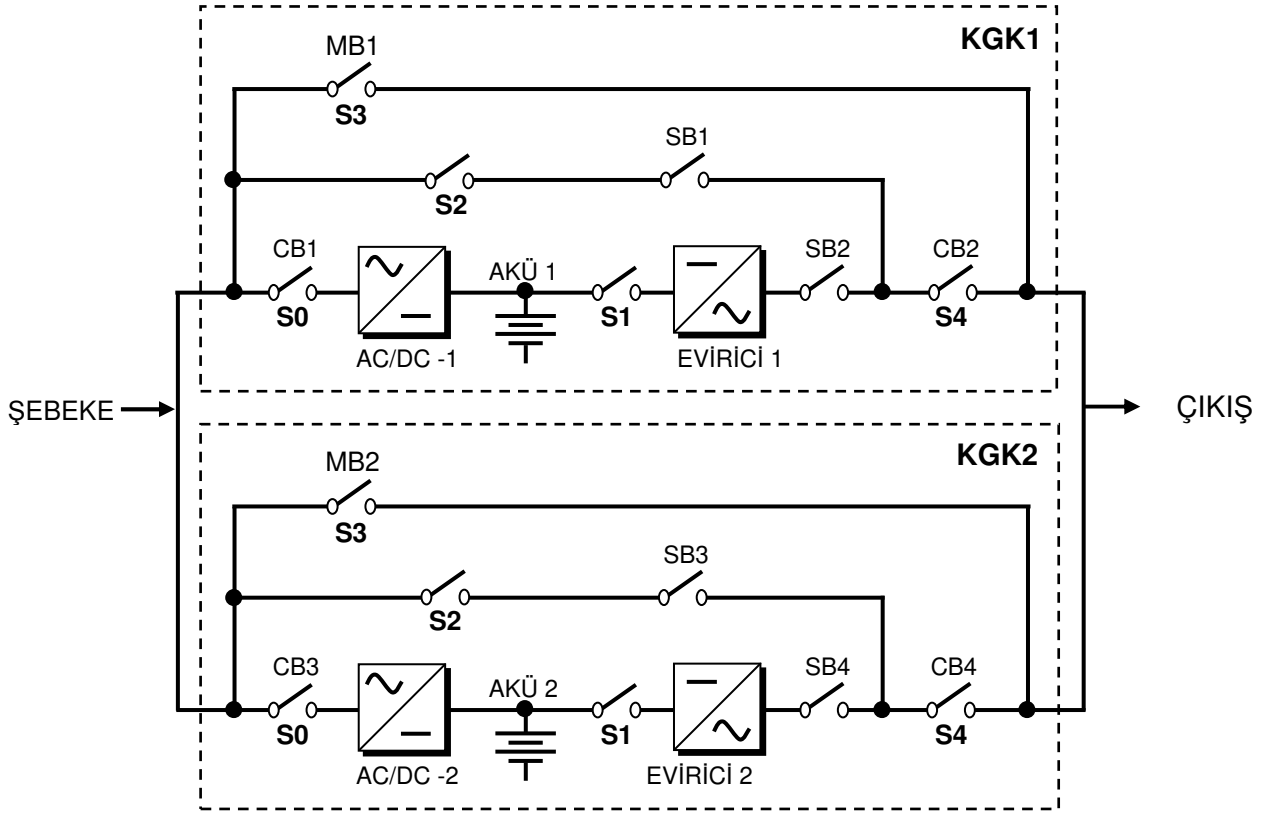 KGK1
MB1
S3
SB1
S2
CB1
AKÜ 1
SB2
CB2
S0
S1
S4
AC/DC -1
EVİRİCİ 1
ŞEBEKE
ÇIKIŞ
KGK2
MB2
S3
SB3
S2
CB3
AKÜ 2
SB4
CB4
S0
S1
S4
AC/DC -2
EVİRİCİ 2